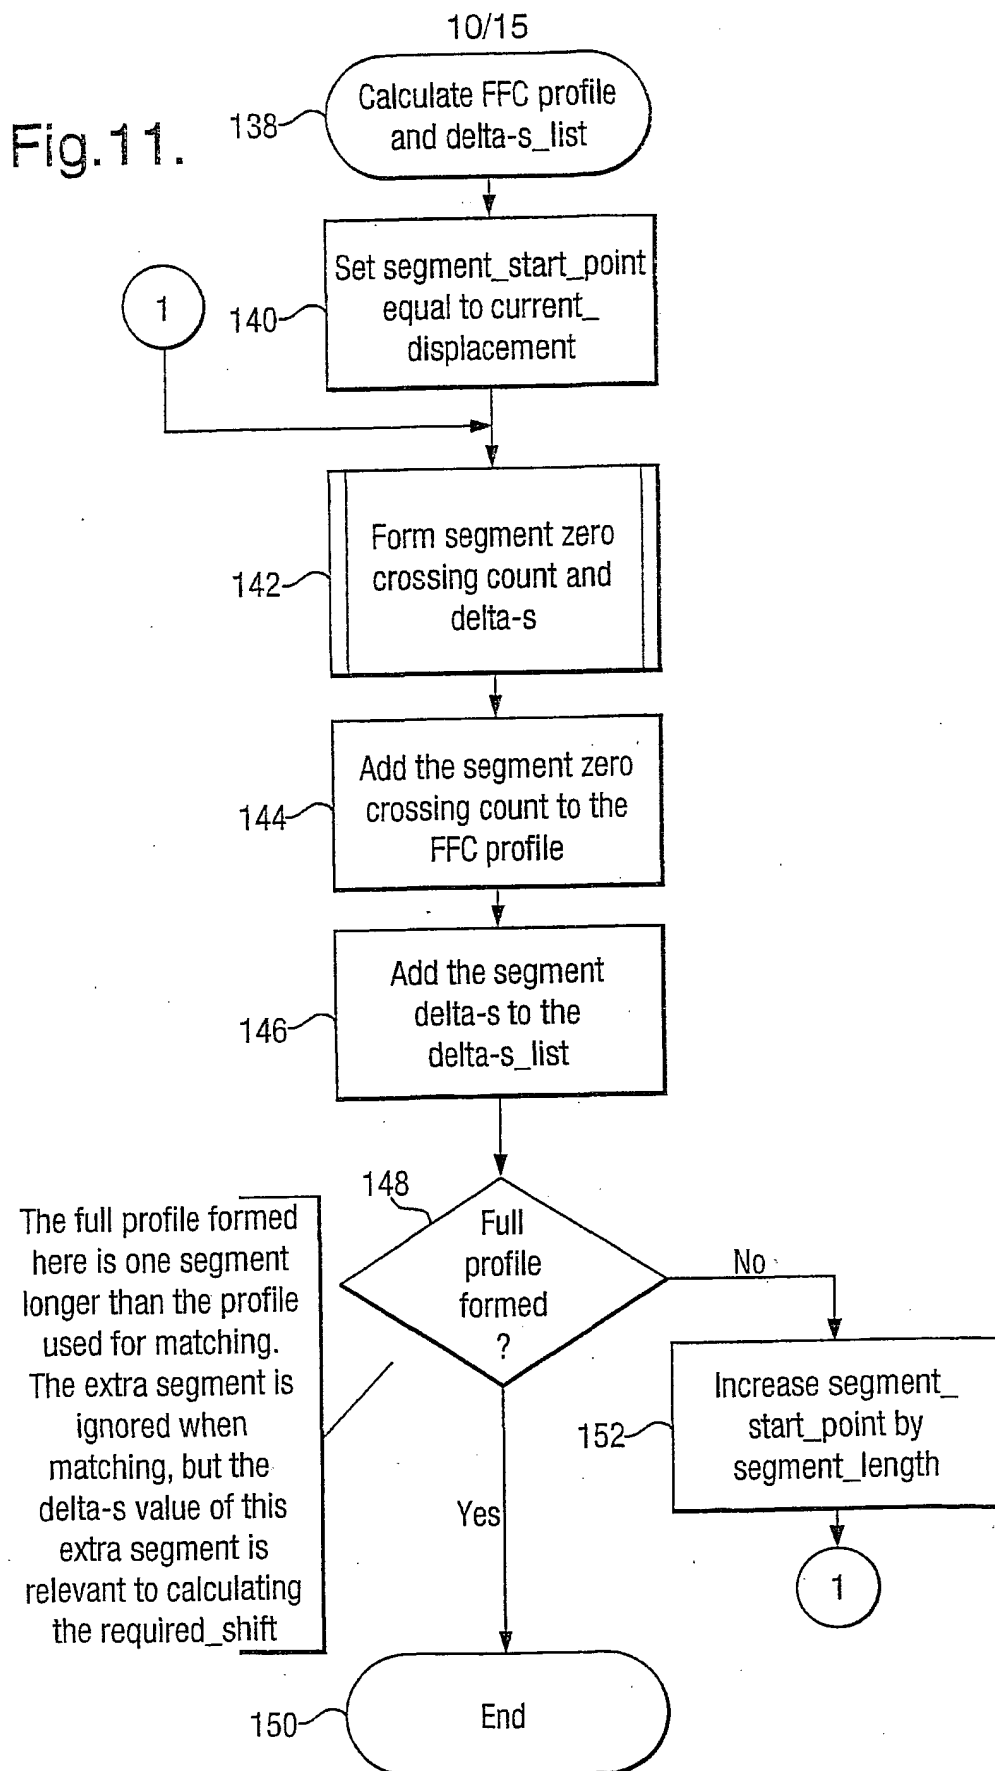 10/15
Fig.11.
Calculate FFC profile
and delta-s_list
138
Set segment_start_point
equal to current_
displacement
140
1
Form segment zero
crossing count and
delta-s
142
Add the segment zero
crossing count to the
FFC profile
144
Add the segment
delta-s to the
delta-s_list
146
148
Full
profile
formed
?
No
Yes
The full profile formed
here is one segment
longer than the profile
used for matching.
The extra segment is
ignored when
matching, but the
delta-s value of this
extra segment is
relevant to calculating
the required_shift
Increase segment_
start_point by
segment_length
152
1
End
150